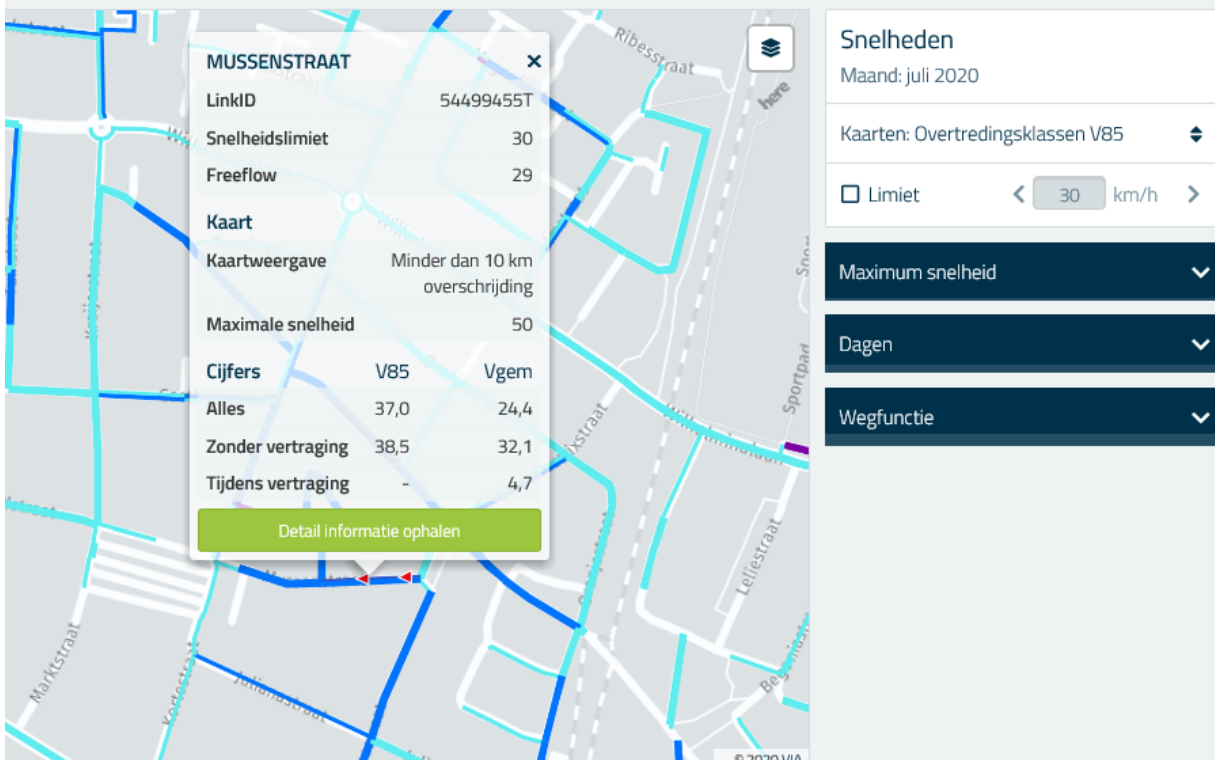 MUSSENSTRAAT ×
LinkID 54499455T
Snelheidslimiet 30
Freeflow 29
Kaart
Kaartweergave Minder dan 10 km
overschrijding
Maximale snelheid 50
Cijfers V85 Vgem
Alles 37,0 24,4
Zonder vertraging 38,5 32,1
Tijdens vertraging - 4,7
Detail informatie ophalen
Ribesstraat
here
Sportpad
Wilhelminalaan
Leliestraat
Marktstraat
Kortestraat
Julianastraat
© 2020 VIA
Snelheden
Maand: juli 2020
Kaarten: Overtredingsklassen V85
Limiet < 30 km/h >
Maximum snelheid
Dagen
Wegfunctie